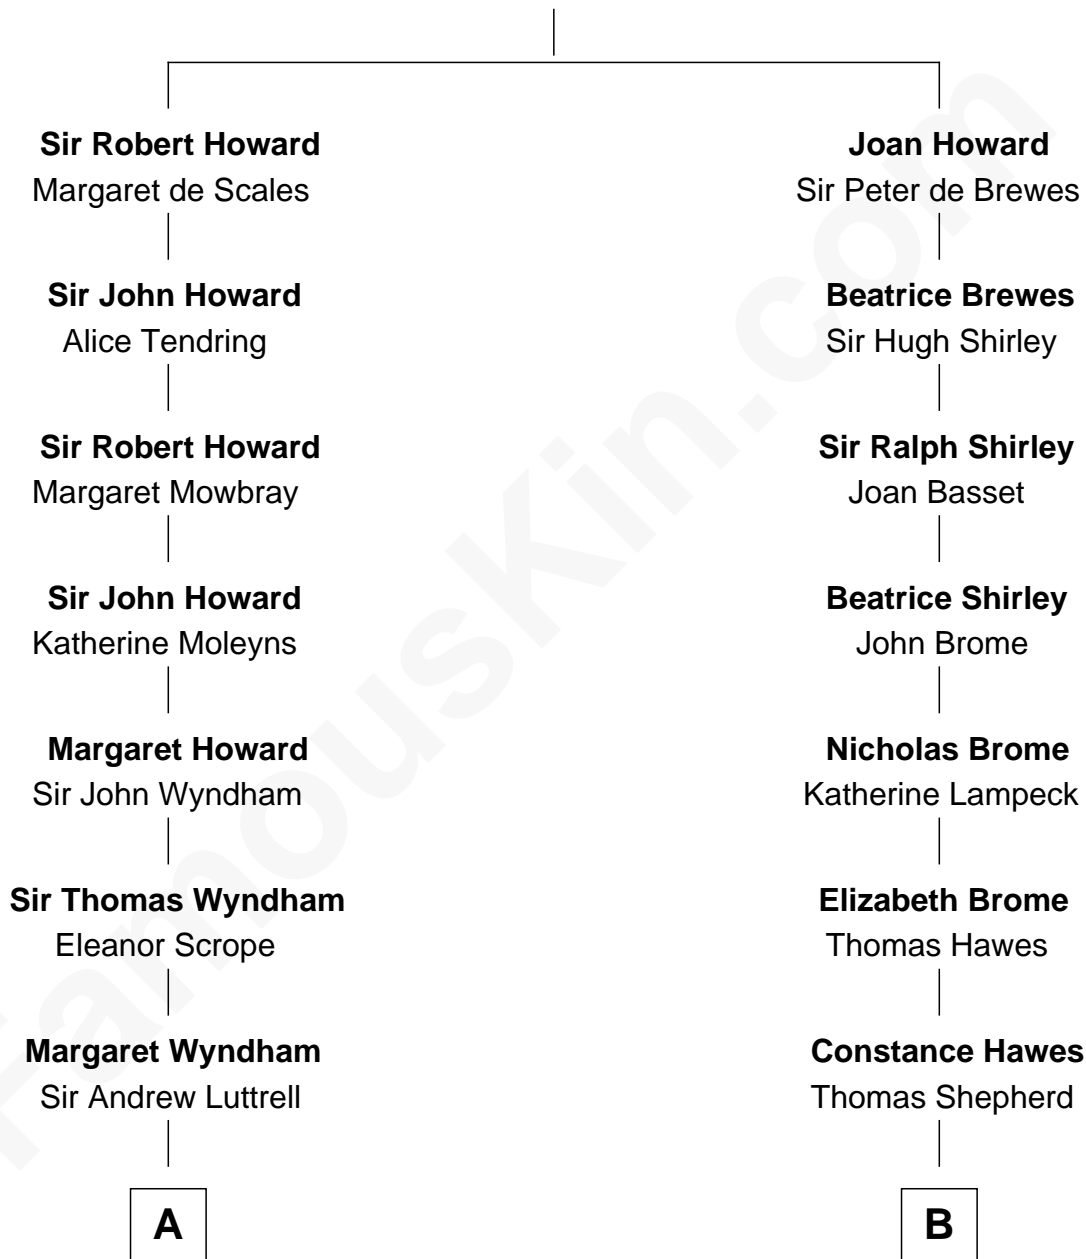 Sir Robert Howard
Margaret de Scales
Joan Howard
Sir Peter de Brewes
Sir John Howard
Alice Tendring
Beatrice Brewes
Sir Hugh Shirley
Sir Robert Howard
Margaret Mowbray
Sir Ralph Shirley
Joan Basset
Sir John Howard
Katherine Moleyns
Beatrice Shirley
John Brome
Margaret Howard
Sir John Wyndham
Nicholas Brome
Katherine Lampeck
Sir Thomas Wyndham
Eleanor Scrope
Elizabeth Brome
Thomas Hawes
Margaret Wyndham
Sir Andrew Luttrell
Constance Hawes
Thomas Shepherd
A
B
FamousKin.com